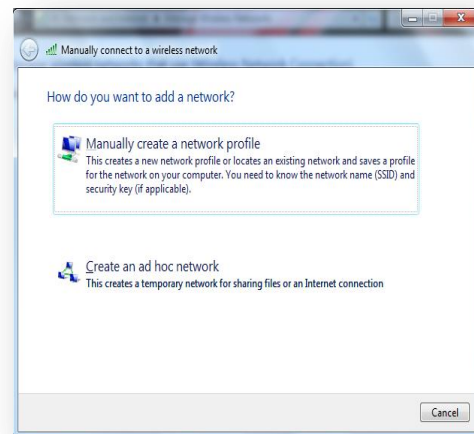 Manually connect to a wireless network
How do you want to add a network?
Manually create a network profile
This creates a new network profile or locates an existing network and saves a profile
for the network on your computer. You need to know the network name (SSID) and
security key (if applicable).
Create an ad hoc network
This creates a temporary network for sharing files or an Internet connection
Cancel